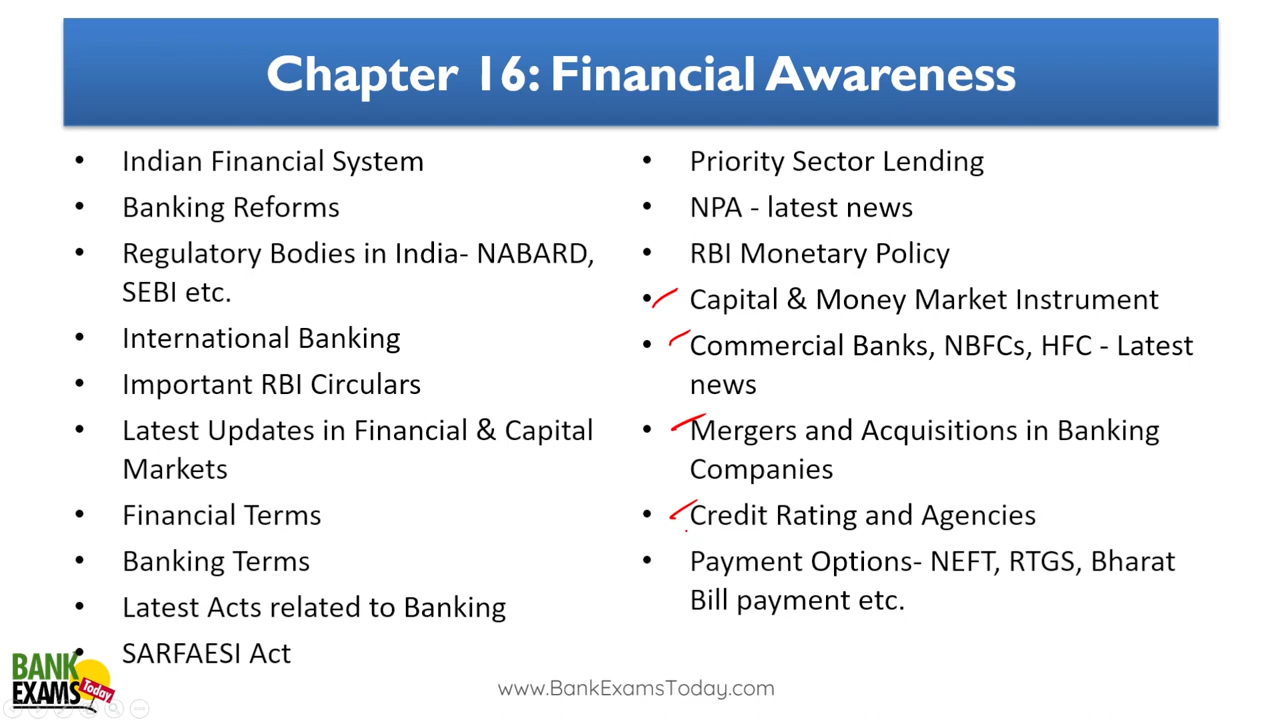 Chapter 16: Financial Awareness
• Indian Financial System
• Banking Reforms
• Regulatory Bodies in India- NABARD,
SEBI etc.
• International Banking
• Important RBI Circulars
• Latest Updates in Financial & Capital
Markets
• Financial Terms
• Banking Terms
• Latest Acts related to Banking
• SARFAESI Act
• Priority Sector Lending
• NPA - latest news
• RBI Monetary Policy
• Capital & Money Market Instrument
• Commercial Banks, NBFCs, HFC - Latest
news
• Mergers and Acquisitions in Banking
Companies
• Credit Rating and Agencies
• Payment Options- NEFT, RTGS, Bharat
Bill payment etc.
BANK
EXAMS
Today
www.BankExamsToday.com